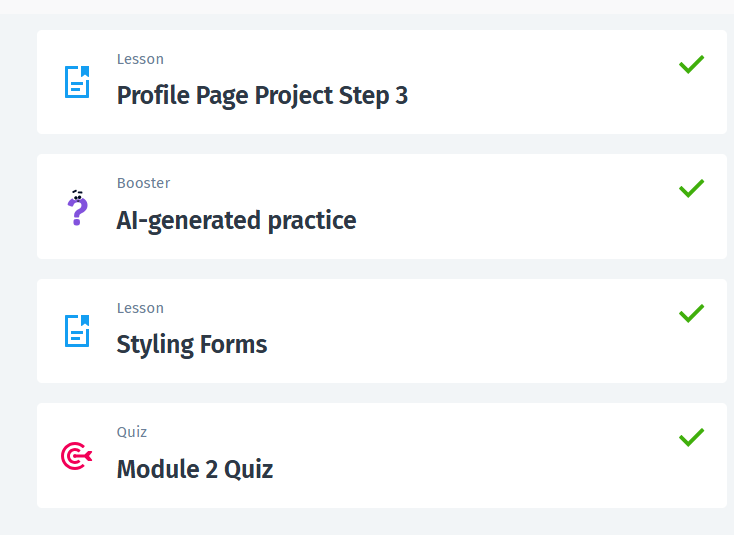 Lesson
Profile Page Project Step 3
Booster
AI-generated practice
Lesson
Styling Forms
Quiz
Module 2 Quiz